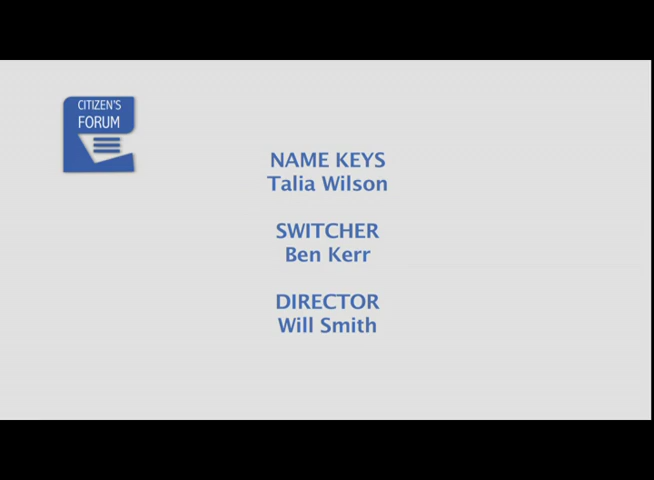 CITIZEN'S
FORUM
NAME KEYS
Talia Wilson
SWITCHER
Ben Kerr
DIRECTOR
Will Smith